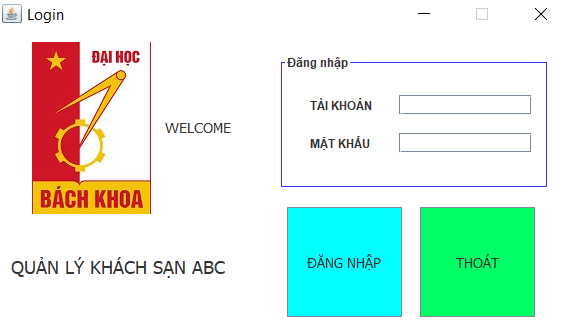 Login
ĐẠI HỌC
BÁCH KHOA
WELCOME
QUẢN LÝ KHÁCH SẠN ABC
Đăng nhập
TÀI KHOẢN
MẬT KHẨU
ĐĂNG NHẬP
THOÁT